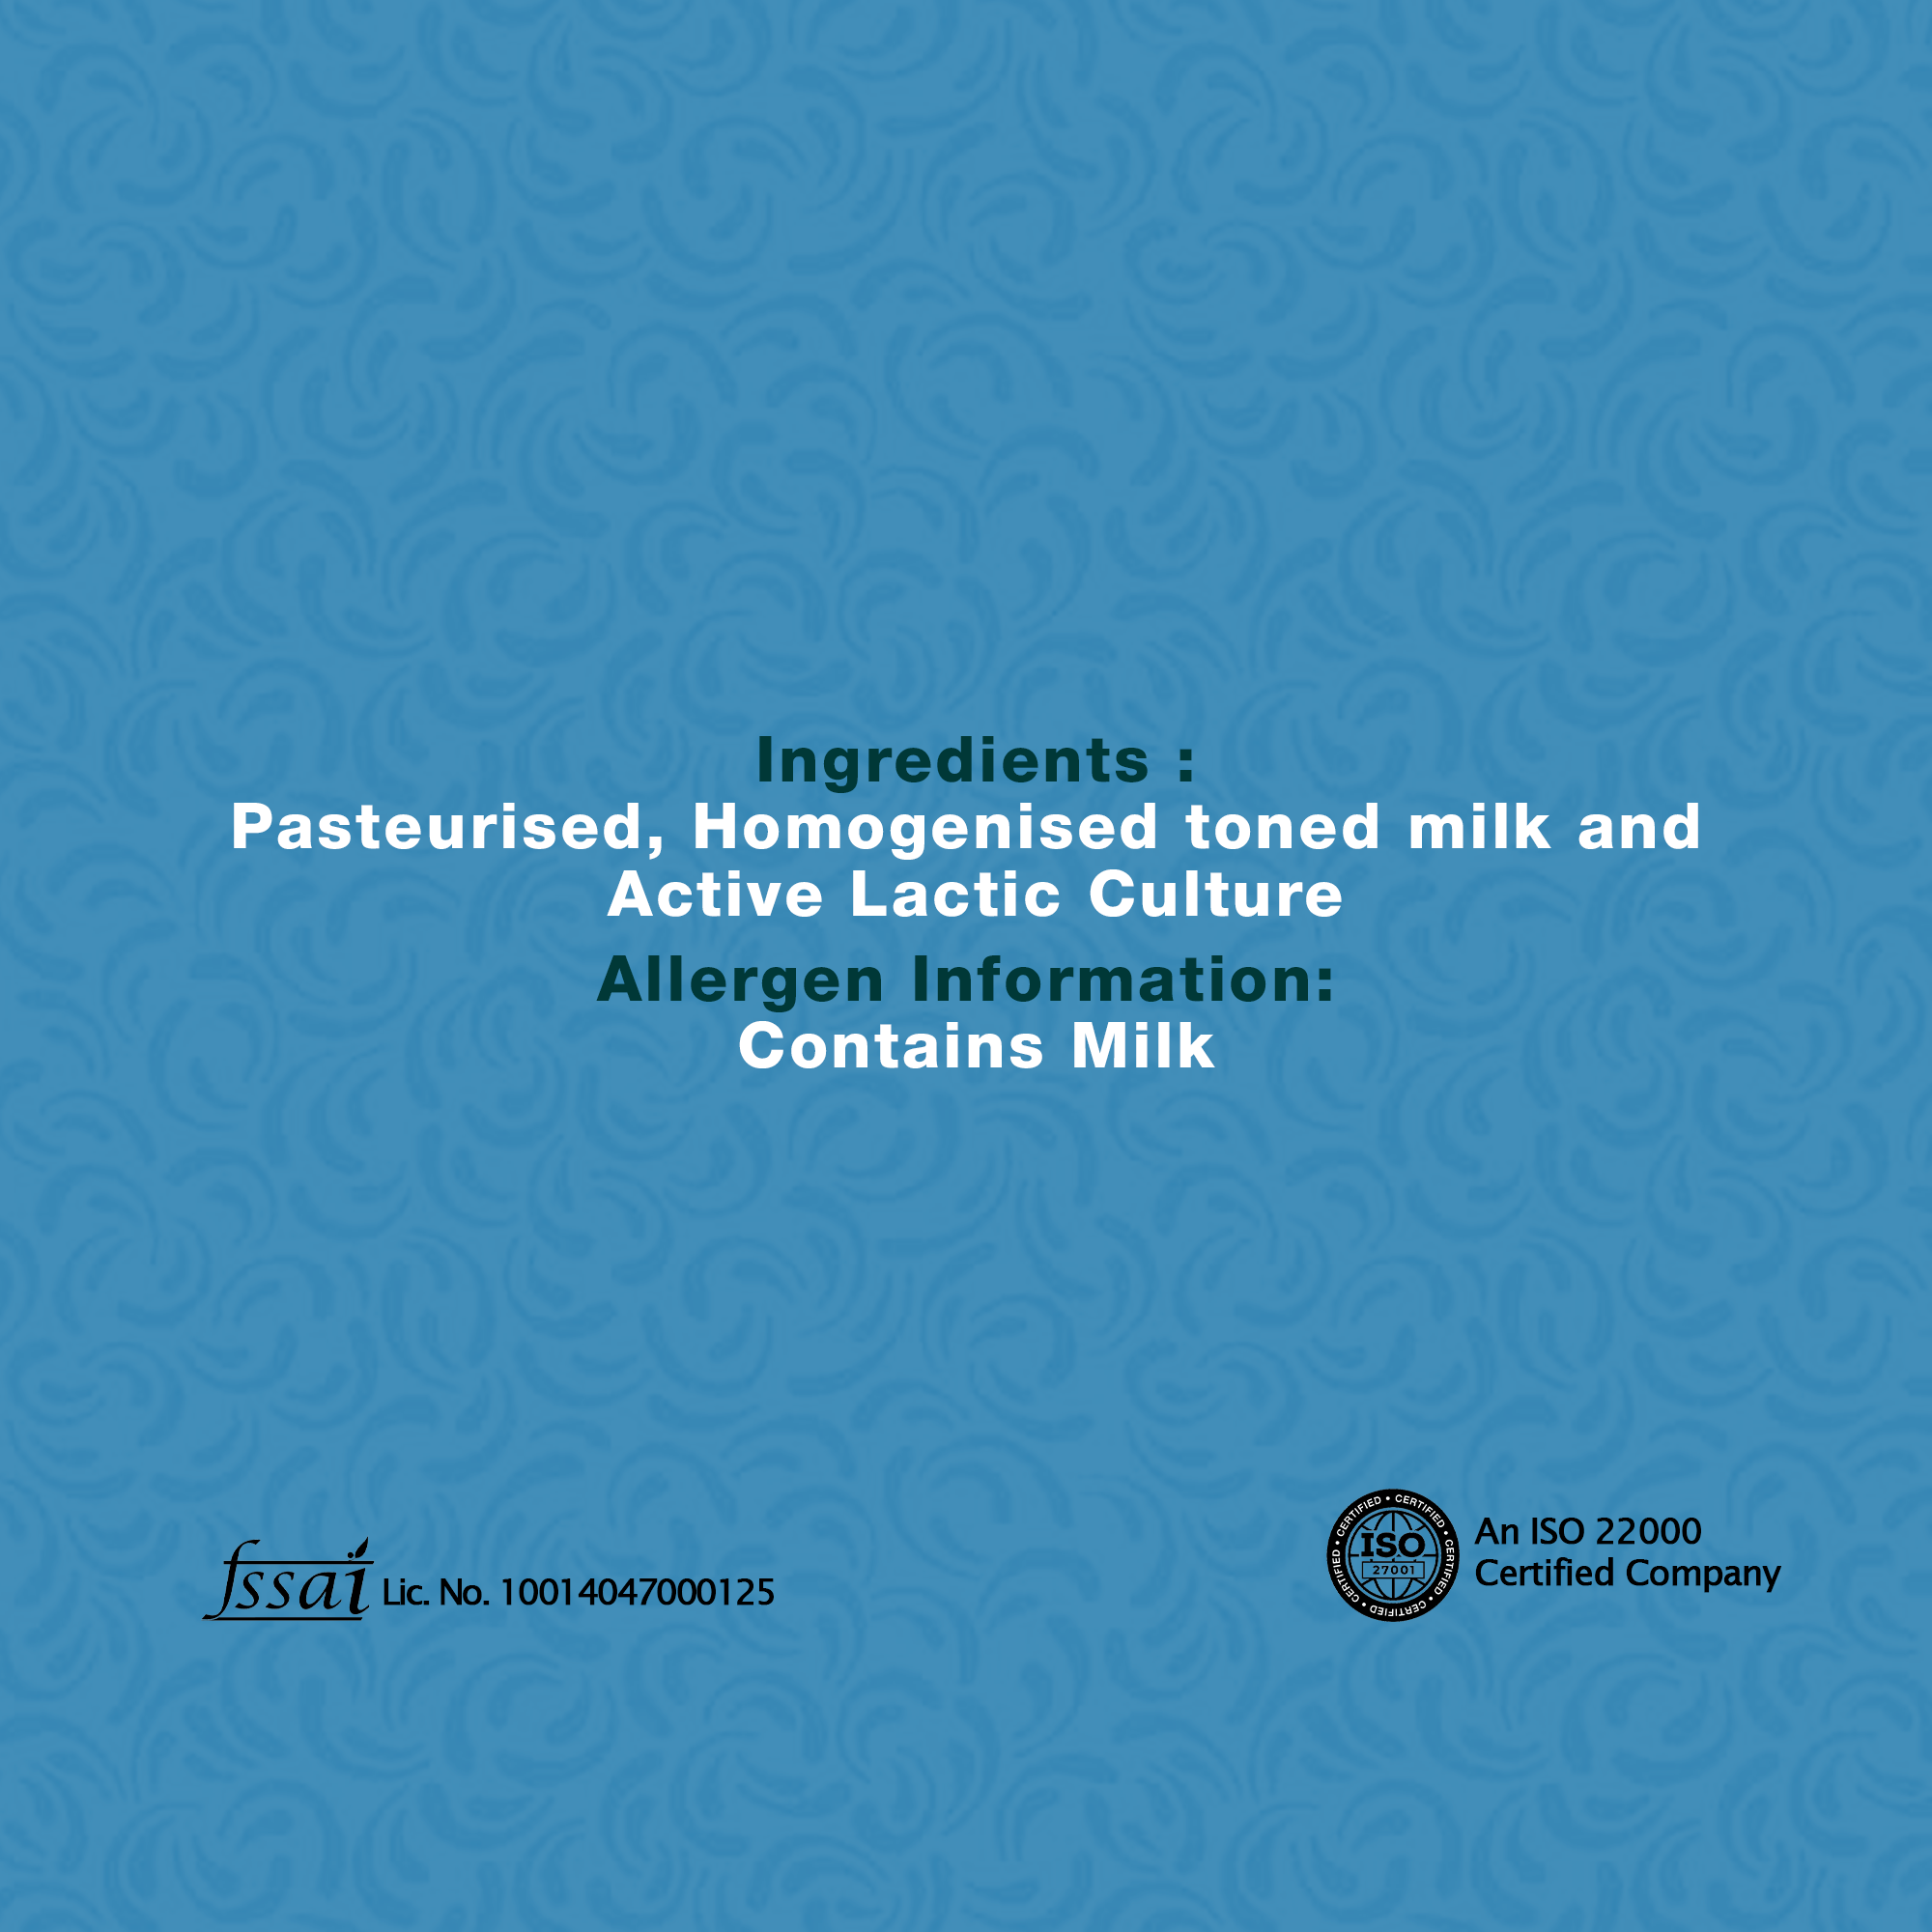 Ingredients :
Pasteurised, Homogenised toned milk and
Active Lactic Culture
Allergen Information:
Contains Milk
fssai Lic. No. 10014047000125
CERTIFIED • CERTIFIED • CERTIFIED • CERTIFIED • CERTIFIED •
ISO
27001
An ISO 22000
Certified Company